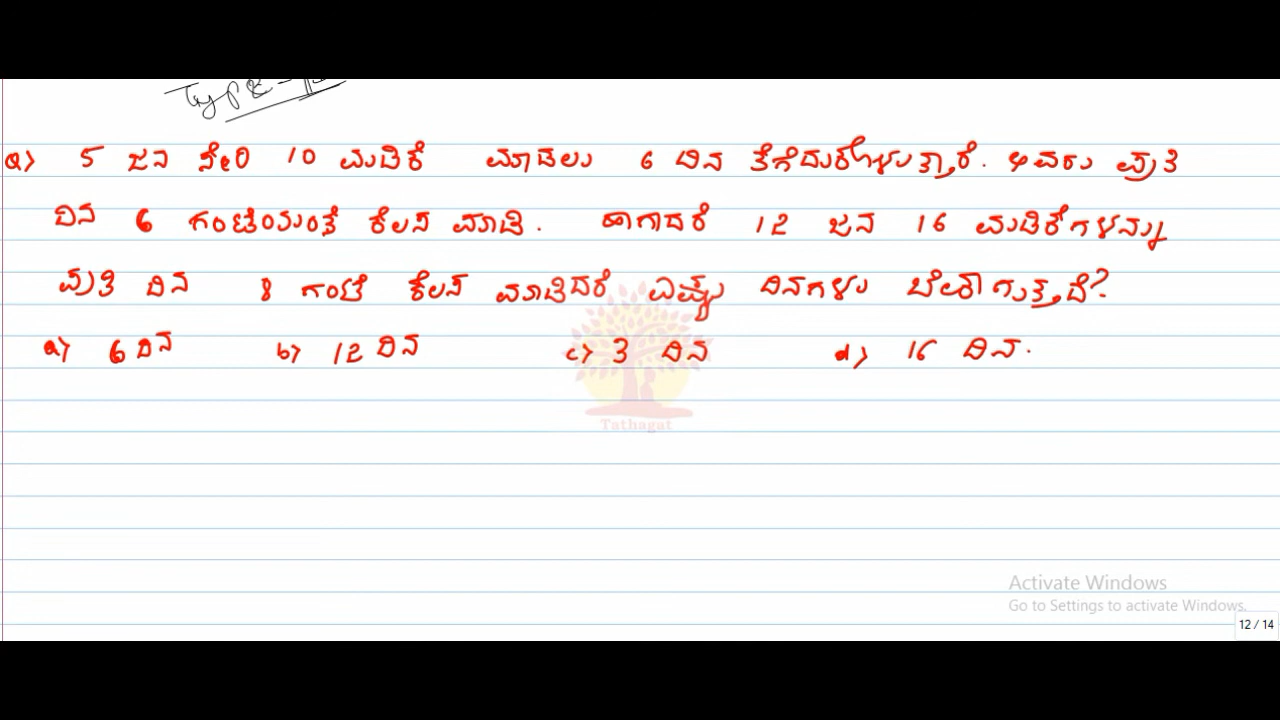 Type -
Q> 5 ಜನ ಸೇರಿ 10 ಮಡಿಕೆ ಮಾಡಲು 6 ದಿನ ತೆಗೆದುಕೊಳ್ಳುತ್ತಾರೆ. ಅವರು ಪ್ರತಿ
ದಿನ 6 ಗಂಟೆಯಂತೆ ಕೆಲಸ ಮಾಡಿ. ಹಾಗಾದರೆ 12 ಜನ 16 ಮಡಿಕೆಗಳನ್ನು
ಪ್ರತಿ ದಿನ 8 ಗಂಟೆ ಕೆಲಸ ಮಾಡಿದರೆ ಎಷ್ಟು ದಿನಗಳು ಬೇಕಾಗುತ್ತದೆ?
a> 6 ದಿನ b> 12 ದಿನ c> 3 ದಿನ d> 16 ದಿನ.
Tathagat
Activate Windows
Go to Settings to activate Windows.
12 / 14